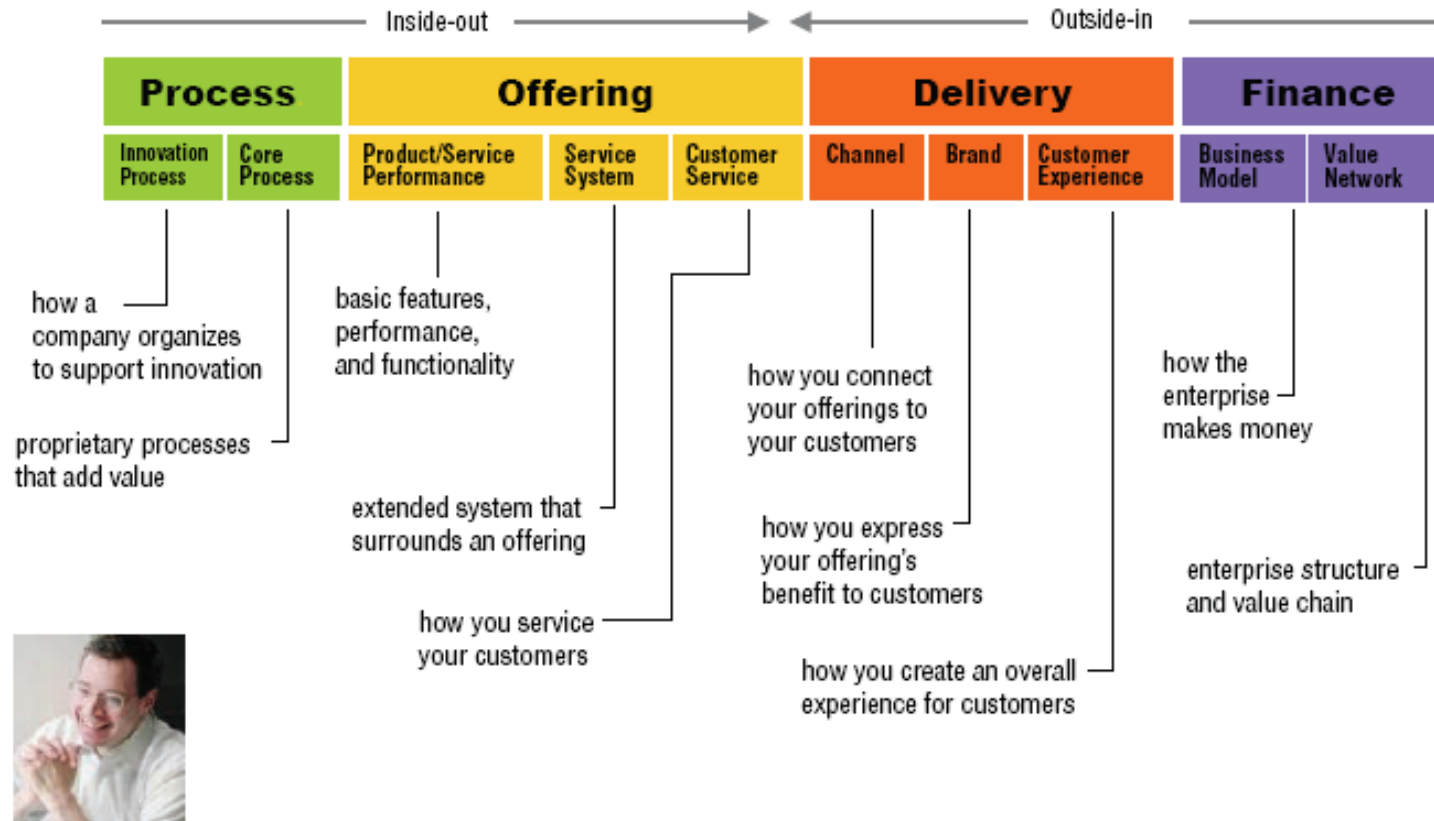 Inside-out
Outside-in
Process
Offering
Delivery
Finance
Innovation
Process
Core
Process
Product/Service
Performance
Service
System
Customer
Service
Channel
Brand
Customer
Experience
Business
Model
Value
Network
how a
company organizes
to support innovation
proprietary processes
that add value
basic features,
performance,
and functionality
extended system that
surrounds an offering
how you service
your customers
how you connect
your offerings to
your customers
how you express
your offering's
benefit to customers
how you create an overall
experience for customers
how the
enterprise
makes money
enterprise structure
and value chain